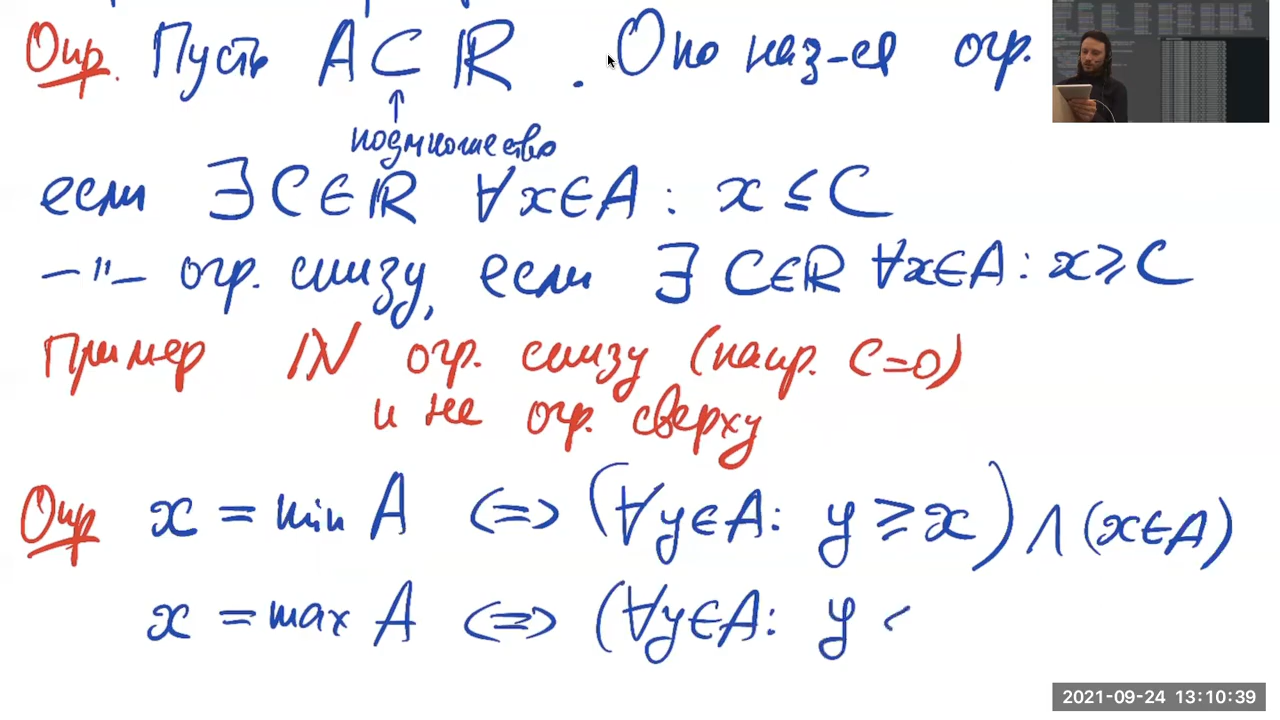 Опр. Пусть A ⊂ ℝ. Оно наз-ся огр.
↑
подмножество
если ∃ C∈ℝ ∀x∈A: x ≤ C
—"— огр. снизу, если ∃ C∈ℝ ∀x∈A: x ≥ C
Пример ℕ огр. снизу (напр. C=0)
и не огр. сверху
Опр x = min A <=> (∀y∈A: y ≥ x) ∧ (x∈A)
x = max A <=> (∀y∈A: y <
2021-09-24 13:10:39